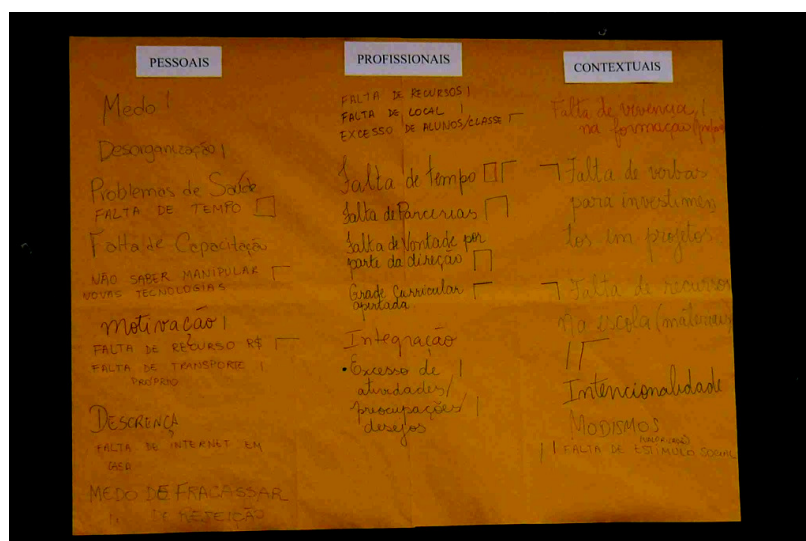 PESSOAIS
Medo
Desorganização
Problemas de Saúde
FALTA DE TEMPO
Falta de Capacitação
NÃO SABER MANIPULAR
NOVAS TECNOLOGIAS
Motivação
FALTA DE RECURSO R$
FALTA DE TRANSPORTE
PRÓPRIO
DESCRENÇA
FALTA DE INTERNET EM
CASA
MEDO DE FRACASSAR
DE REJEIÇÃO
PROFISSIONAIS
FALTA DE RECURSOS
FALTA DE LOCAL
EXCESSO DE ALUNOS/CLASSE
Falta de tempo
Falta de Parcerias
Falta de Vontade por
parte da direção
Grade Curricular
apertada
Integração
• Excesso de
atividades/
preocupações/
desejos
CONTEXTUAIS
Falta de vivência
na formação
Falta de verbas
para investimen
tos em projetos
Falta de recursos
na escola (materiais)
Intencionalidade
MODISMOS
FALTA DE ESTÍMULO SOCIAL